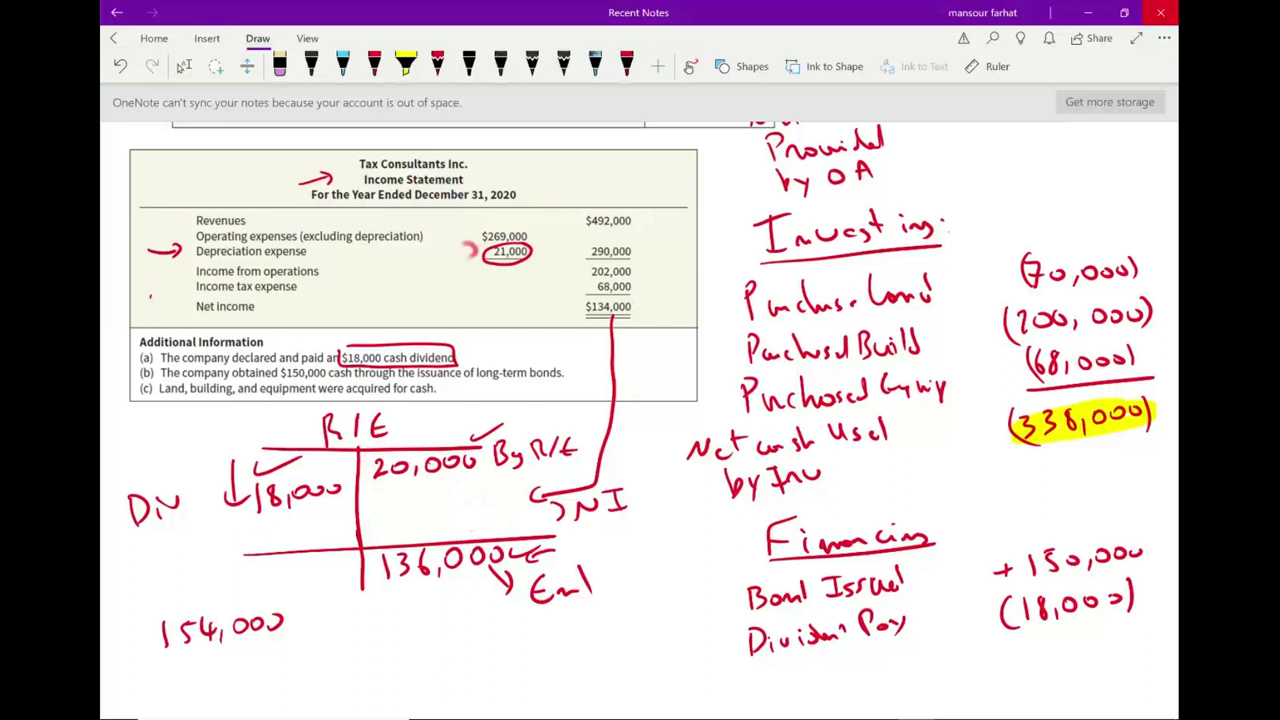 Recent Notes
mansour farhat
Home Insert Draw View
Share
Shapes Ink to Shape Ink to Text Ruler
OneNote can't sync your notes because your account is out of space.
Get more storage
Tax Consultants Inc.
Income Statement
For the Year Ended December 31, 2020
Revenues $492,000
Operating expenses (excluding depreciation) $269,000
Depreciation expense 21,000 290,000
Income from operations 202,000
Income tax expense 68,000
Net income $134,000
Additional Information
(a) The company declared and paid an $18,000 cash dividend.
(b) The company obtained $150,000 cash through the issuance of long-term bonds.
(c) Land, building, and equipment were acquired for cash.
R/E
20,000 Bg R/E
Div 18,000
NI
136,000
End
154,000
Provided
by OA
Investing:
Purchase Land (70,000)
Purchased Build (200,000)
Purchased Equip (68,000)
(338,000)
Net cash Used
by Inv
Financing
Bond Issued +150,000
Dividend Pay (18,000)